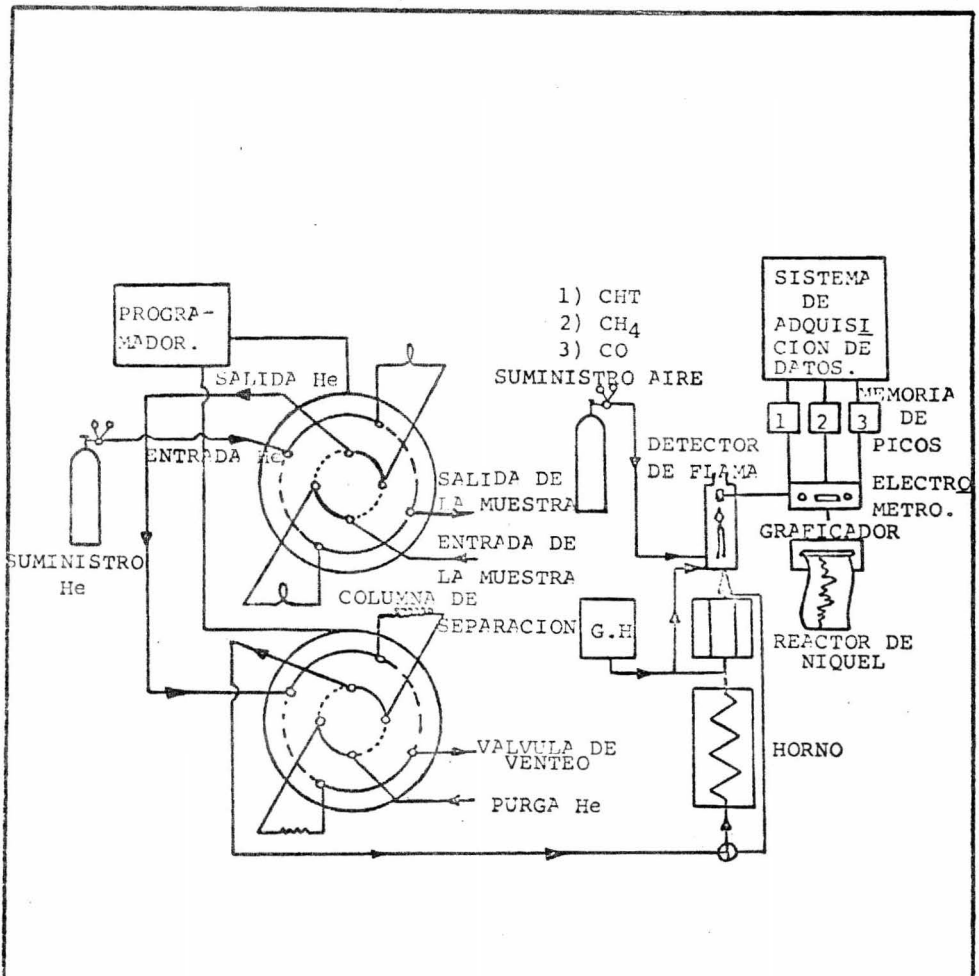 PROGRA-
MADOR.
SALIDA He
ENTRADA He
SUMINISTRO
He
SALIDA DE
LA MUESTRA
ENTRADA DE
LA MUESTRA
COLUMNA DE
SEPARACION
VALVULA DE
VENTEO
PURGA He
1) CHT
2) CH4
3) CO
SUMINISTRO AIRE
DETECTOR
DE FLAMA
G.H
SISTEMA
DE
ADQUISI
CION DE
DATOS.
1
2
3
MEMORIA
DE
PICOS
ELECTRO
METRO.
GRAFICADOR
REACTOR DE
NIQUEL
HORNO